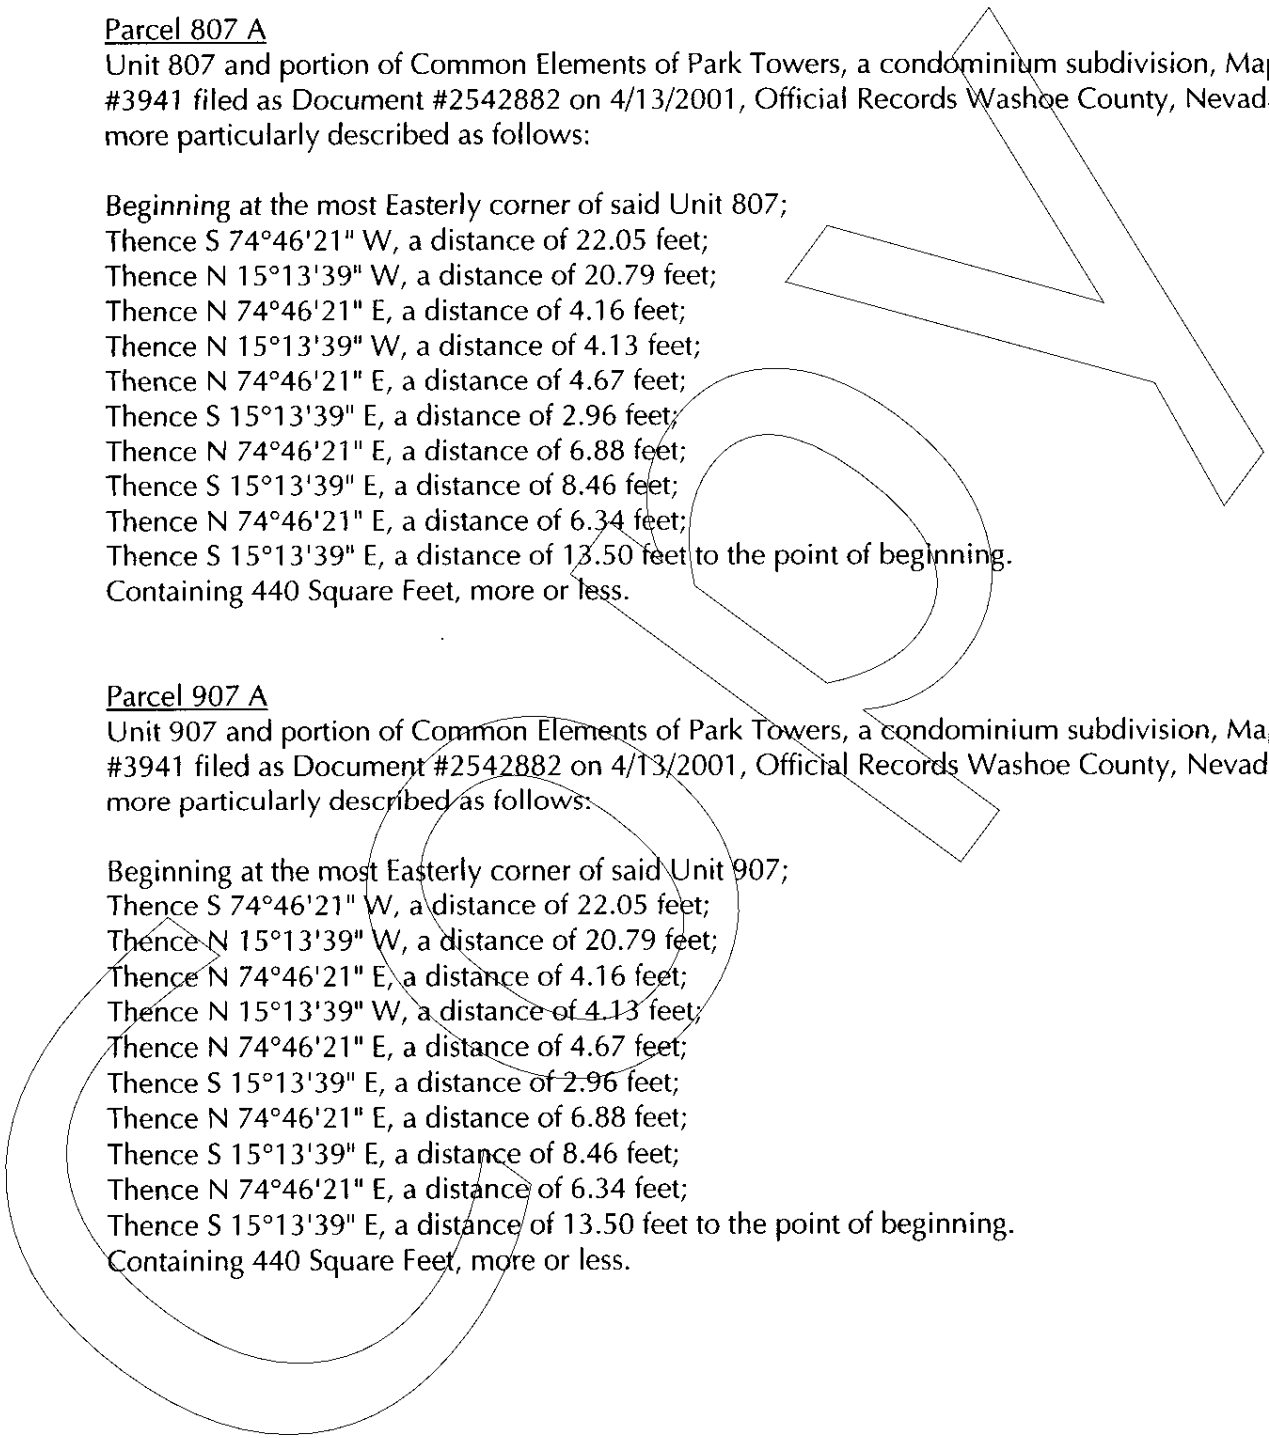 Parcel 807 A
Unit 807 and portion of Common Elements of Park Towers, a condominium subdivision,
#3941 filed as Document #2542882 on 4/13/2001, Official Records Washoe County,
more particularly described as follows:
Beginning at the most Easterly corner of said Unit 807;
Thence S 74°46'21" W, a distance of 22.05 feet;
Thence N 15°13'39" W, a distance of 20.79 feet;
Thence N 74°46'21" E, a distance of 4.16 feet;
Thence N 15°13'39" W, a distance of 4.13 feet;
Thence N 74°46'21" E, a distance of 4.67 feet;
Thence S 15°13'39" E, a distance of 2.96 feet;
Thence N 74°46'21" E, a distance of 6.88 feet;
Thence S 15°13'39" E, a distance of 8.46 feet;
Thence N 74°46'21" E, a distance of 6.34 feet;
Thence S 15°13'39" E, a distance of 13.50 feet to the point of beginning.
Containing 440 Square Feet, more or less.
Parcel 907 A
Unit 907 and portion of Common Elements of Park Towers, a condominium subdivision,
#3941 filed as Document #2542882 on 4/13/2001, Official Records Washoe County,
more particularly described as follows:
Beginning at the most Easterly corner of said Unit 907;
Thence S 74°46'21" W, a distance of 22.05 feet;
Thence N 15°13'39" W, a distance of 20.79 feet;
Thence N 74°46'21" E, a distance of 4.16 feet;
Thence N 15°13'39" W, a distance of 4.13 feet;
Thence N 74°46'21" E, a distance of 4.67 feet;
Thence S 15°13'39" E, a distance of 2.96 feet;
Thence N 74°46'21" E, a distance of 6.88 feet;
Thence S 15°13'39" E, a distance of 8.46 feet;
Thence N 74°46'21" E, a distance of 6.34 feet;
Thence S 15°13'39" E, a distance of 13.50 feet to the point of beginning.
Containing 440 Square Feet, more or less.
COPY